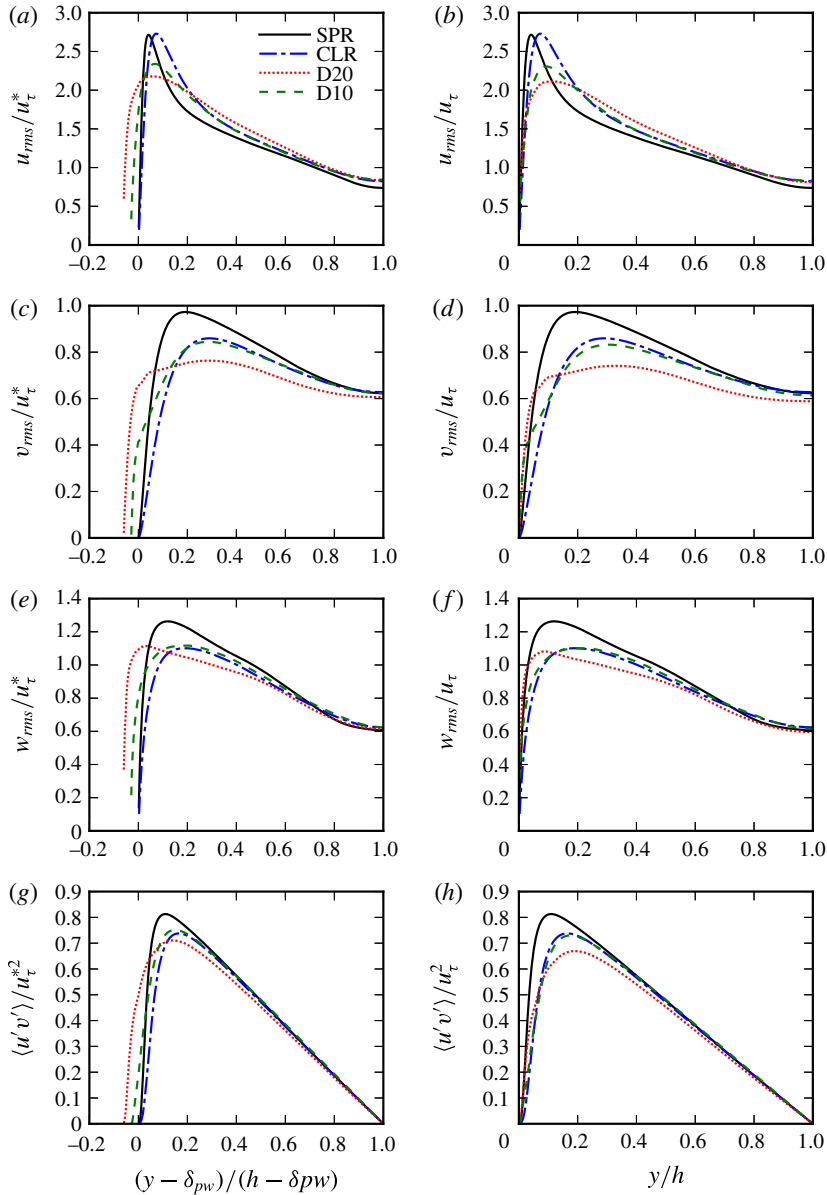 (a)
3.0
2.5
2.0
1.5
1.0
0.5
0
–0.2 0 0.2 0.4 0.6 0.8 1.0
u_rms/u_τ^*
SPR
CLR
D20
D10
(b)
3.0
2.5
2.0
1.5
1.0
0.5
0
0 0.2 0.4 0.6 0.8 1.0
u_rms/u_τ
(c)
1.0
0.8
0.6
0.4
0.2
0
–0.2 0 0.2 0.4 0.6 0.8 1.0
v_rms/u_τ^*
(d)
1.0
0.8
0.6
0.4
0.2
0
0 0.2 0.4 0.6 0.8 1.0
v_rms/u_τ
(e)
1.4
1.2
1.0
0.8
0.6
0.4
0.2
0
–0.2 0 0.2 0.4 0.6 0.8 1.0
w_rms/u_τ^*
(f)
1.4
1.2
1.0
0.8
0.6
0.4
0.2
0 0.2 0.4 0.6 0.8 1.0
w_rms/u_τ
(g)
0.9
0.8
0.7
0.6
0.5
0.4
0.3
0.2
0.1
0
–0.2 0 0.2 0.4 0.6 0.8 1.0
⟨u′v′⟩/u_τ^*2
(y – δ_pw)/(h – δpw)
(h)
0.9
0.8
0.7
0.6
0.5
0.4
0.3
0.2
0.1
0 0.2 0.4 0.6 0.8 1.0
⟨u′v′⟩/u_τ^2
y/h